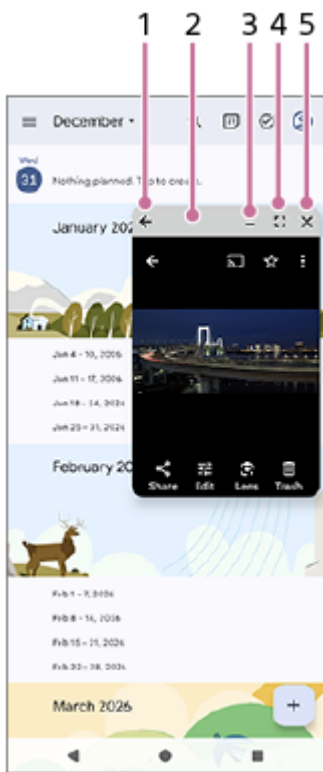 1 2 3 4 5
December
Wed
31
Nothing planned. Tap to create.
January 202
Jan 4 – 10, 2026
Jan 11 – 17, 2026
Jan 18 – 24, 2026
Jan 25 – 31, 2026
Share Edit Lens Trash
February 20
Feb 1 – 7, 2026
Feb 8 – 14, 2026
Feb 15 – 21, 2026
Feb 22 – 28, 2026
March 2026